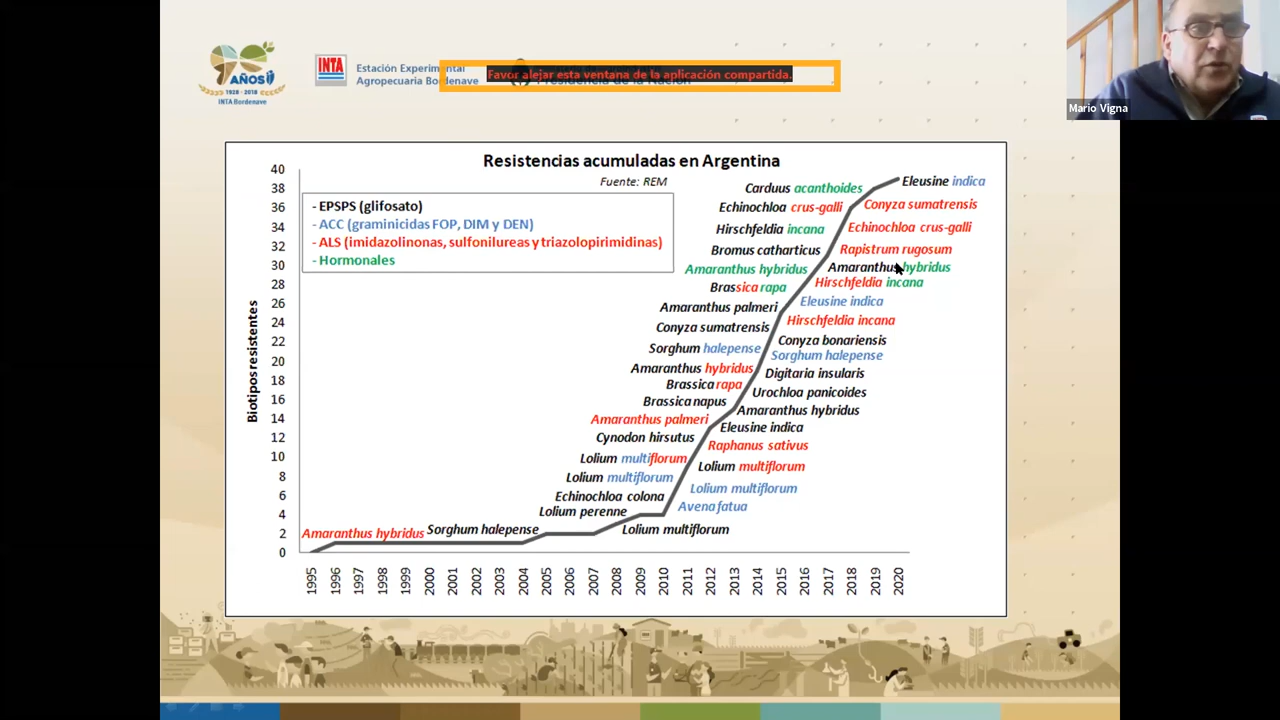 90 AÑOS
1928 - 2018
INTA Bordenave
INTA
Estación Experimental
Agropecuaria Bordenave
Favor alejar esta ventana de la aplicación compartida.
Presidencia de la Nación
Mario Vigna
Resistencias acumuladas en Argentina
Fuente: REM
- EPSPS (glifosato)
- ACC (graminicidas FOP, DIM y DEN)
- ALS (imidazolinonas, sulfonilureas y triazolopirimidinas)
- Hormonales
Biotipos resistentes
40
38
36
34
32
30
28
26
24
22
20
18
16
14
12
10
8
6
4
2
0
Carduus acanthoides
Echinochloa crus-galli
Hirschfeldia incana
Bromus catharticus
Amaranthus hybridus
Brassica rapa
Amaranthus palmeri
Conyza sumatrensis
Sorghum halepense
Amaranthus hybridus
Brassica rapa
Brassica napus
Amaranthus palmeri
Cynodon hirsutus
Lolium multiflorum
Lolium multiflorum
Echinochloa colona
Lolium perenne
Sorghum halepense
Amaranthus hybridus
Eleusine indica
Conyza sumatrensis
Echinochloa crus-galli
Rapistrum rugosum
Amaranthus hybridus
Hirschfeldia incana
Eleusine indica
Hirschfeldia incana
Conyza bonariensis
Sorghum halepense
Digitaria insularis
Urochloa panicoides
Amaranthus hybridus
Eleusine indica
Raphanus sativus
Lolium multiflorum
Lolium multiflorum
Avena fatua
Lolium multiflorum
1995
1996
1997
1998
1999
2000
2001
2002
2003
2004
2005
2006
2007
2008
2009
2010
2011
2012
2013
2014
2015
2016
2017
2018
2019
2020